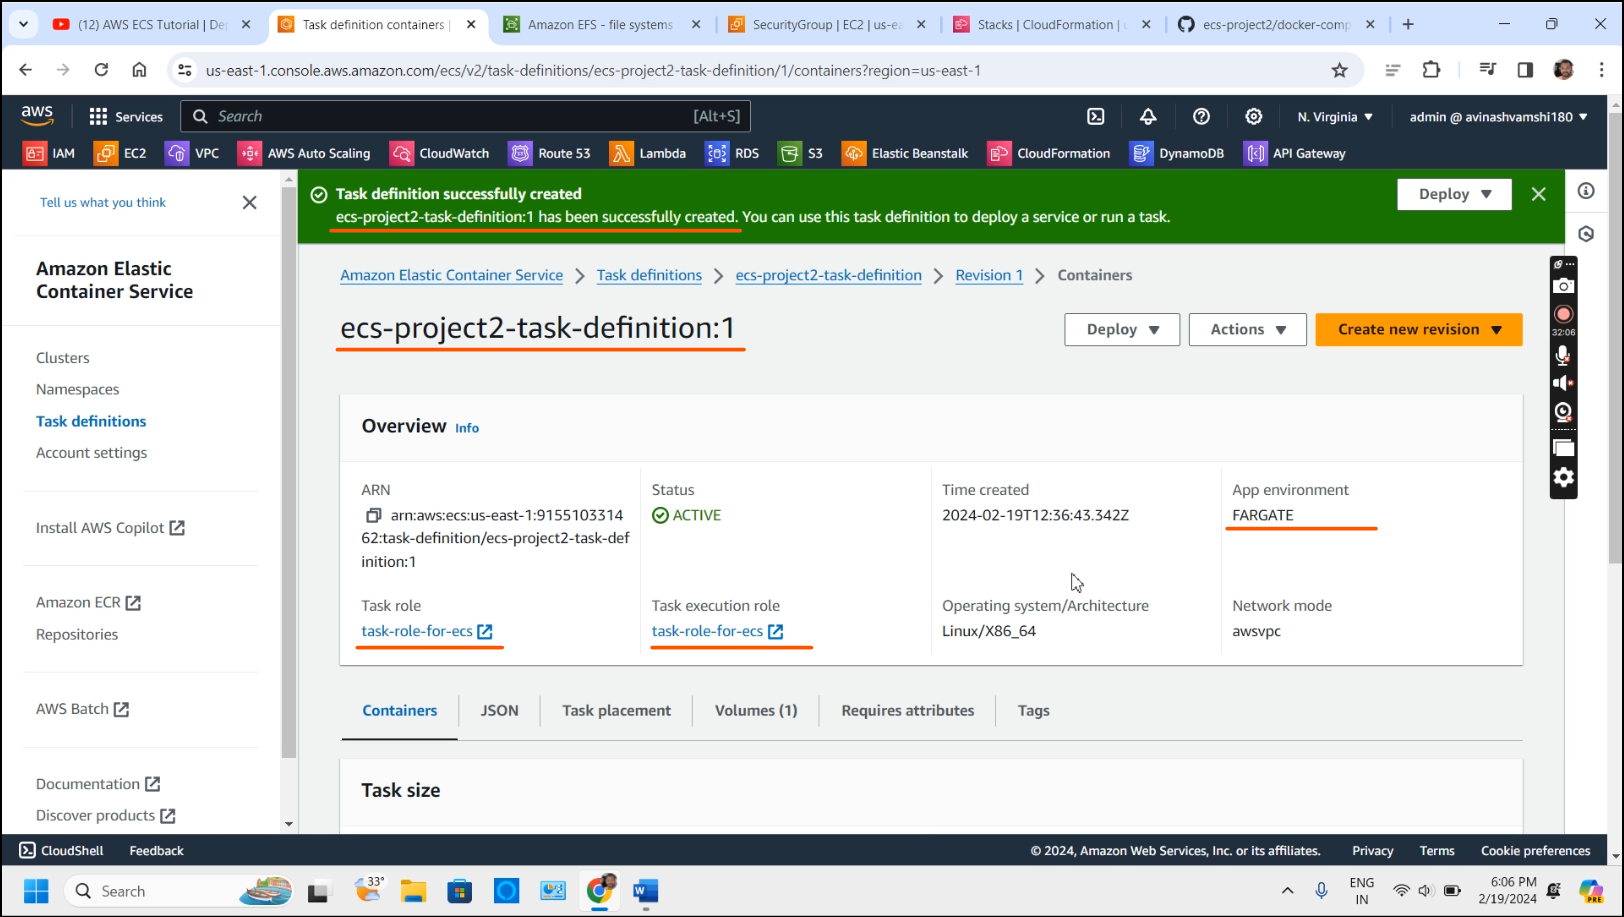 (12) AWS ECS Tutorial | De
Task definition containers |
Amazon EFS - file systems
SecurityGroup | EC2 | us-ea
Stacks | CloudFormation |
ecs-project2/docker-comp
us-east-1.console.aws.amazon.com/ecs/v2/task-definitions/ecs-project2-task-definition/1/containers?region=us-east-1
aws
Services
Search
[Alt+S]
N. Virginia
admin @ avinashvamshi180
IAM
EC2
VPC
AWS Auto Scaling
CloudWatch
Route 53
Lambda
RDS
S3
Elastic Beanstalk
CloudFormation
DynamoDB
API Gateway
Tell us what you think
Amazon Elastic
Container Service
Clusters
Namespaces
Task definitions
Account settings
Install AWS Copilot
Amazon ECR
Repositories
AWS Batch
Documentation
Discover products
Task definition successfully created
ecs-project2-task-definition:1 has been successfully created. You can use this task definition to deploy a service or run a task.
Deploy
Amazon Elastic Container Service
Task definitions
ecs-project2-task-definition
Revision 1
Containers
ecs-project2-task-definition:1
Deploy
Actions
Create new revision
32:06
Overview Info
ARN
arn:aws:ecs:us-east-1:9155103314
62:task-definition/ecs-project2-task-def
inition:1
Status
ACTIVE
Time created
2024-02-19T12:36:43.342Z
App environment
FARGATE
Task role
task-role-for-ecs
Task execution role
task-role-for-ecs
Operating system/Architecture
Linux/X86_64
Network mode
awsvpc
Containers
JSON
Task placement
Volumes (1)
Requires attributes
Tags
Task size
CloudShell
Feedback
© 2024, Amazon Web Services, Inc. or its affiliates.
Privacy
Terms
Cookie preferences
Search
33°
ENG
IN
6:06 PM
2/19/2024
PRE